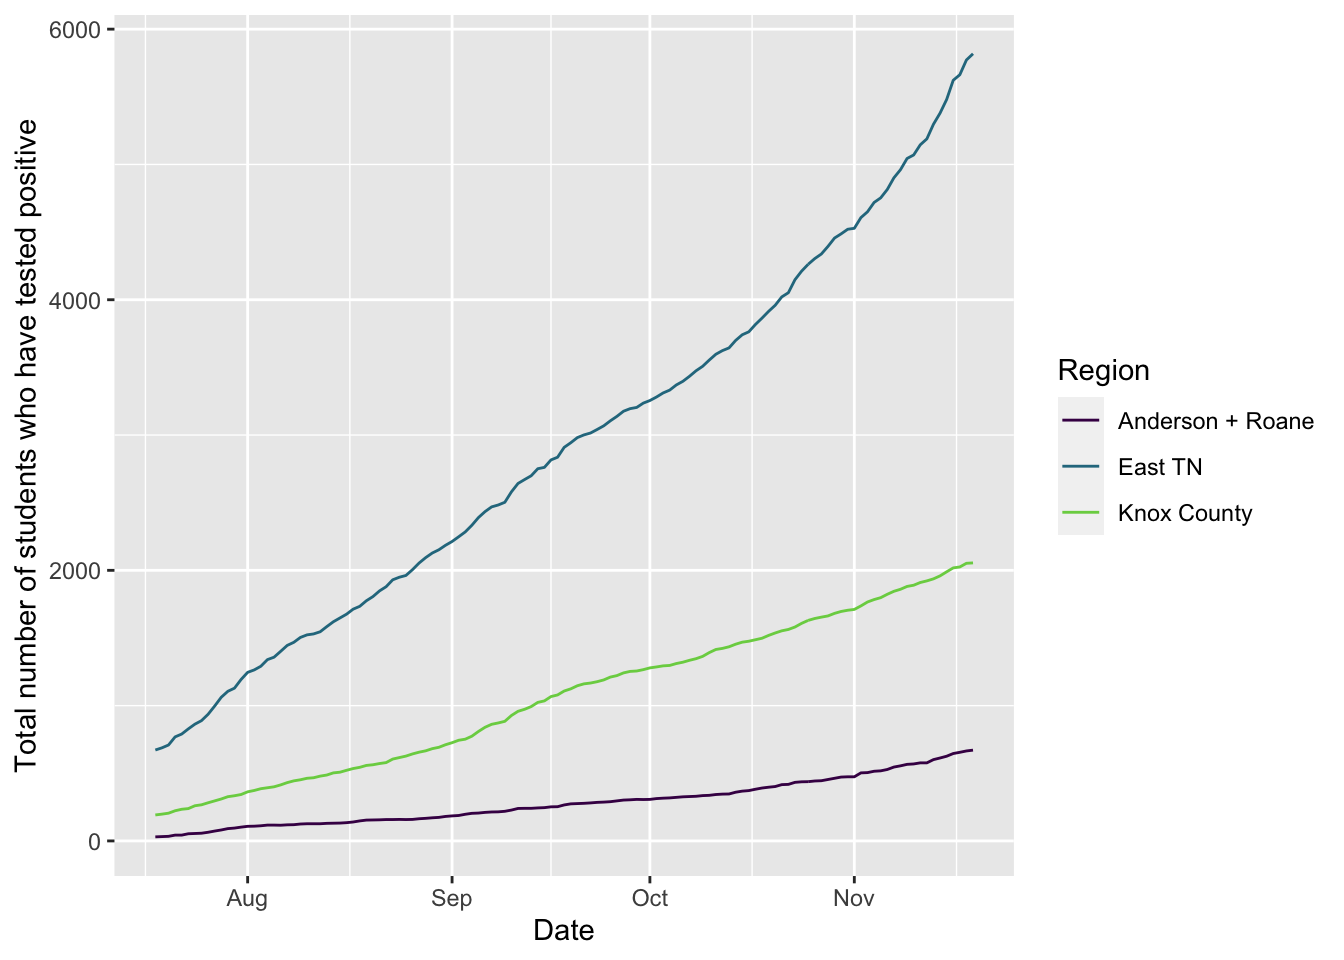 Total number of students who have tested positive
6000
4000
2000
0
Aug
Sep
Oct
Nov
Date
Region
Anderson + Roane
East TN
Knox County